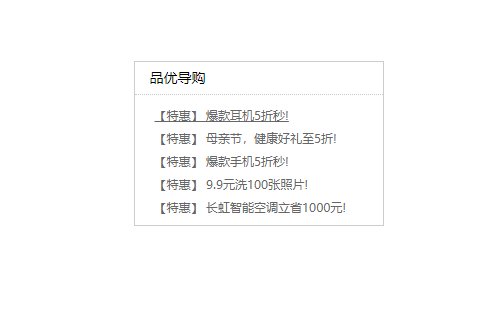 品优导购
【特惠】 爆款耳机5折秒!
【特惠】 母亲节，健康好礼至5折!
【特惠】 爆款手机5折秒!
【特惠】 9.9元洗100张照片!
【特惠】 长虹智能空调立省1000元!